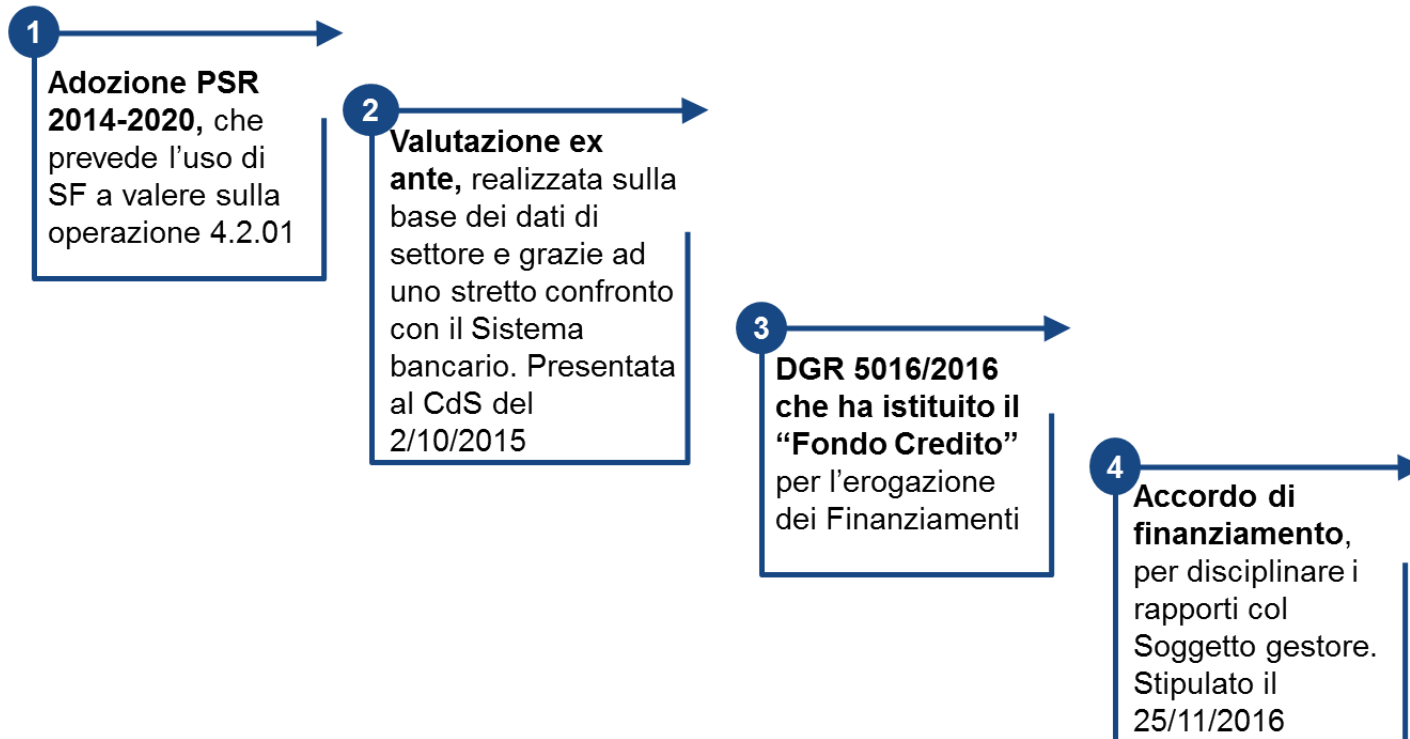 1
Adozione PSR
2014-2020, che
prevede l’uso di
SF a valere sulla
operazione 4.2.01
2
Valutazione ex
ante, realizzata sulla
base dei dati di
settore e grazie ad
uno stretto confronto
con il Sistema
bancario. Presentata
al CdS del
2/10/2015
3
DGR 5016/2016
che ha istituito il
“Fondo Credito”
per l’erogazione
dei Finanziamenti
4
Accordo di
finanziamento,
per disciplinare i
rapporti col
Soggetto gestore.
Stipulato il
25/11/2016